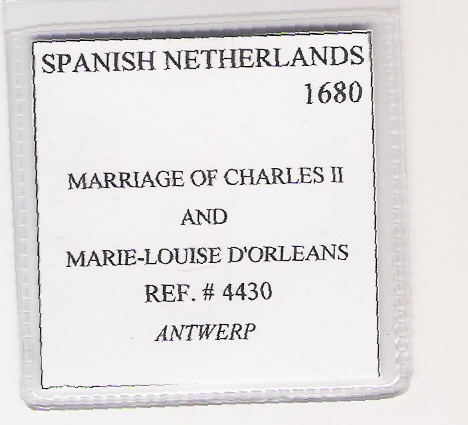 SPANISH NETHERLANDS
1680
MARRIAGE OF CHARLES II
AND
MARIE-LOUISE D'ORLEANS
REF. # 4430
ANTWERP